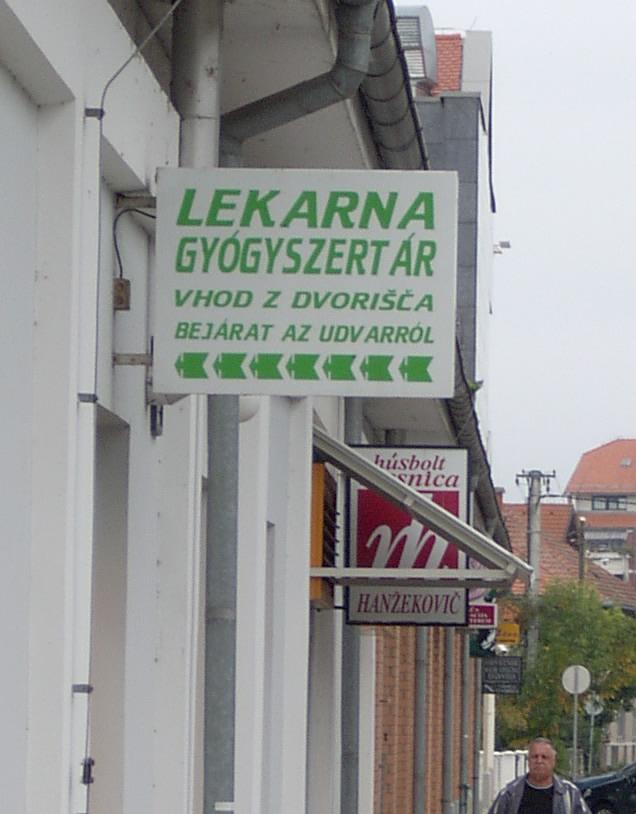 LEKARNA
GYÓGYSZERTÁR
VHOD Z DVORIŠČA
BEJÁRAT AZ UDVARRÓL
húsbolt
m
HANŽEKOVIČ